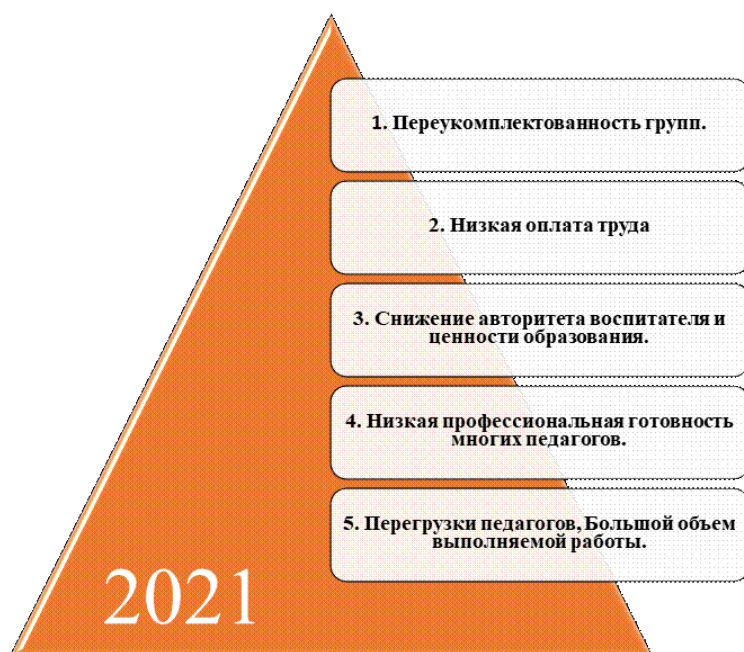 1. Переукомплектованность групп.
2. Низкая оплата труда
3. Снижение авторитета воспитателя и
ценности образования.
4. Низкая профессиональная готовность
многих педагогов.
5. Перегрузки педагогов, Большой объем
выполняемой работы.
2021